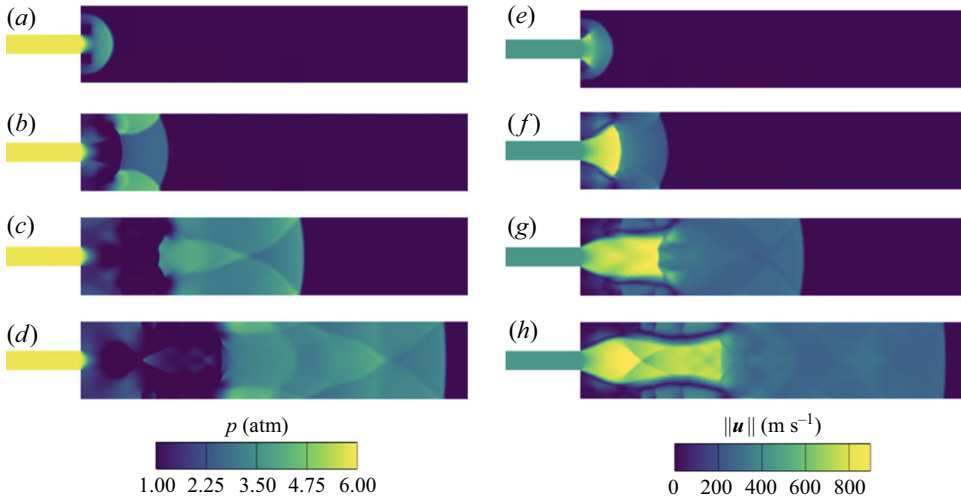 (a)
(e)
(b)
(f)
(c)
(g)
(d)
(h)
p (atm)
1.00 2.25 3.50 4.75 6.00
||u|| (m s⁻¹)
0 200 400 600 800